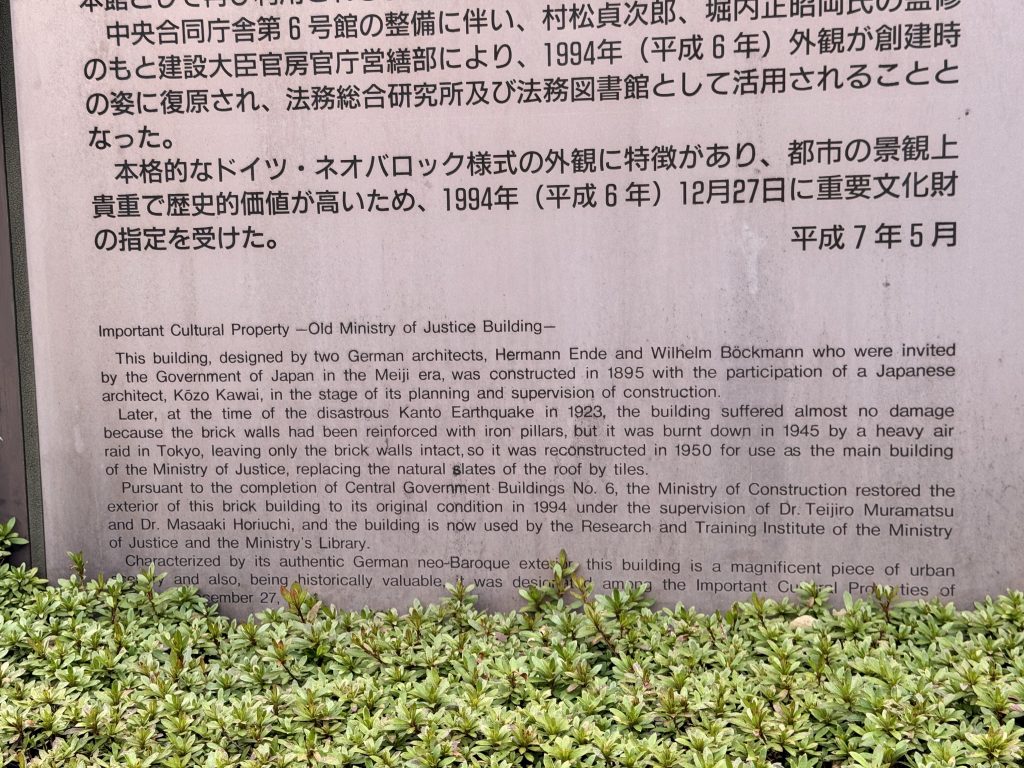 本館として再び利用され
中央合同庁舎第6号館の整備に伴い、村松貞次郎、堀内正昭両氏の監修
のもと建設大臣官房官庁営繕部により、1994年（平成6年）外観が創建時
の姿に復原され、法務総合研究所及び法務図書館として活用されることと
なった。
本格的なドイツ・ネオバロック様式の外観に特徴があり、都市の景観上
貴重で歴史的価値が高いため、1994年（平成6年）12月27日に重要文化財
の指定を受けた。 平成7年5月
Important Cultural Property —Old Ministry of Justice Building—
This building, designed by two German architects, Hermann Ende and Wilhelm Böckmann who were invited
by the Government of Japan in the Meiji era, was constructed in 1895 with the participation of a Japanese
architect, Kōzo Kawai, in the stage of its planning and supervision of construction.
Later, at the time of the disastrous Kanto Earthquake in 1923, the building suffered almost no damage
because the brick walls had been reinforced with iron pillars, but it was burnt down in 1945 by a heavy air
raid in Tokyo, leaving only the brick walls intact, so it was reconstructed in 1950 for use as the main building
of the Ministry of Justice, replacing the natural slates of the roof by tiles.
Pursuant to the completion of Central Government Buildings No. 6, the Ministry of Construction restored the
exterior of this brick building to its original condition in 1994 under the supervision of Dr. Teijiro Muramatsu
and Dr. Masaaki Horiuchi, and the building is now used by the Research and Training Institute of the Ministry
of Justice and the Ministry's Library.
Characterized by its authentic German neo-Baroque exterior, this building is a magnificent piece of urban
and also, being historically valuable, it was designated among the Important Cultural Properties of
27,